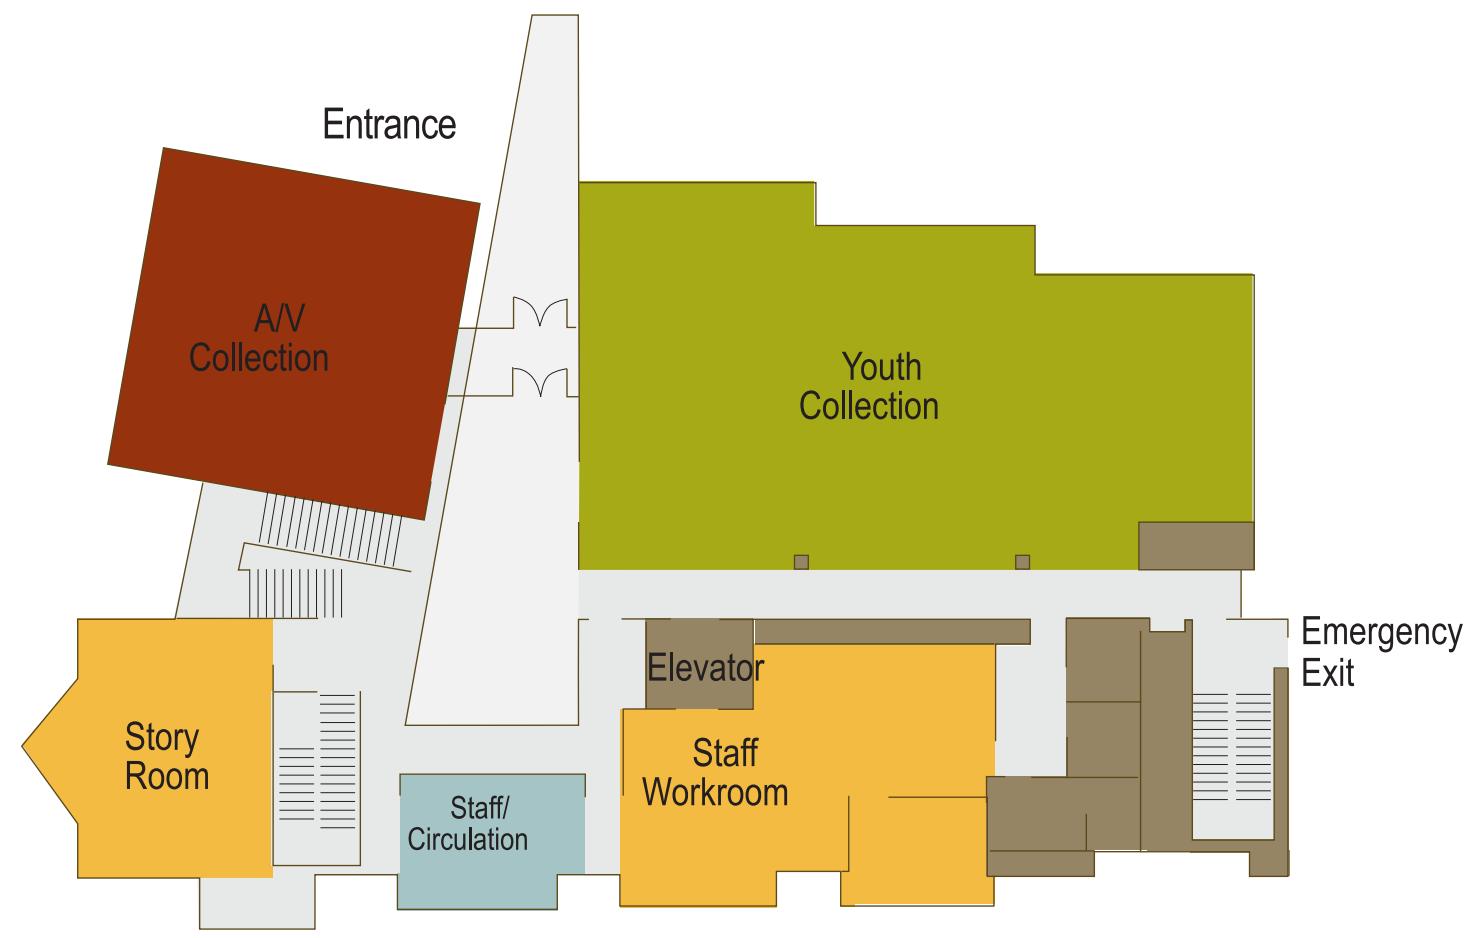 Entrance
A/V
Collection
Youth
Collection
Elevator
Emergency
Exit
Story
Room
Staff
Workroom
Staff/
Circulation